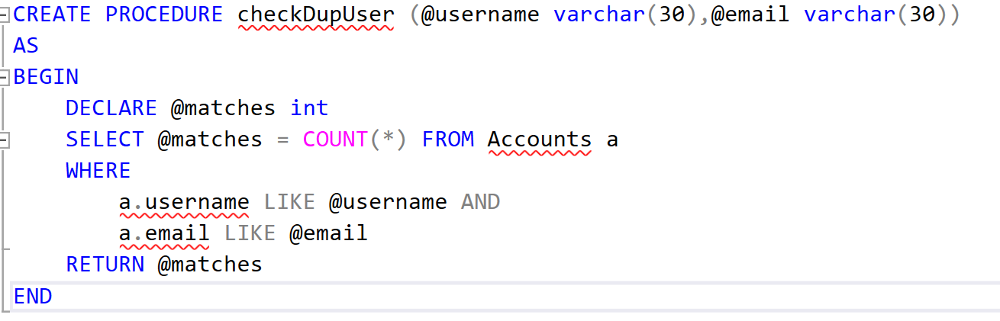 CREATE PROCEDURE checkDupUser (@username varchar(30),@email varchar(30))
AS
BEGIN
    DECLARE @matches int
    SELECT @matches = COUNT(*) FROM Accounts a
    WHERE
        a.username LIKE @username AND
        a.email LIKE @email
    RETURN @matches
END